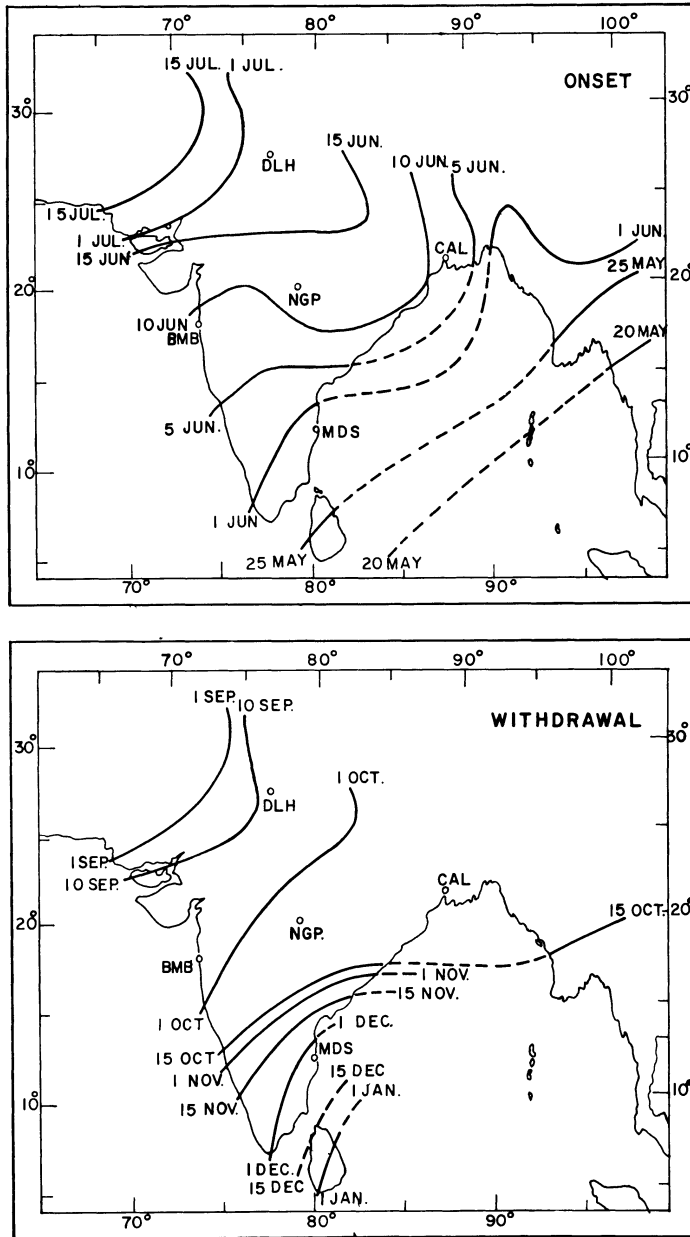 70° 80° 90° 100°
15 JUL. 1 JUL.
ONSET
30° 30°
15 JUN.
DLH
10 JUN.
5 JUN.
15 JUL.
1 JUL.
15 JUN
1 JUN.
CAL
25 MAY
20° 20°
NGP
10 JUN
BMB
20 MAY
5 JUN.
MDS
10° 10°
1 JUN
25 MAY
20 MAY
70° 80° 90°
70° 80° 90° 100°
1 SEP. 10 SEP.
WITHDRAWAL
30° 30°
1 OCT.
DLH
1 SEP.
10 SEP.
CAL
20° 20°
15 OCT.
NGP.
BMB
1 NOV.
15 NOV.
1 OCT
1 DEC.
15 OCT
MDS
1 NOV.
15 DEC
1 JAN.
15 NOV.
10° 10°
1 DEC.
15 DEC
1 JAN.
70° 80° 90°